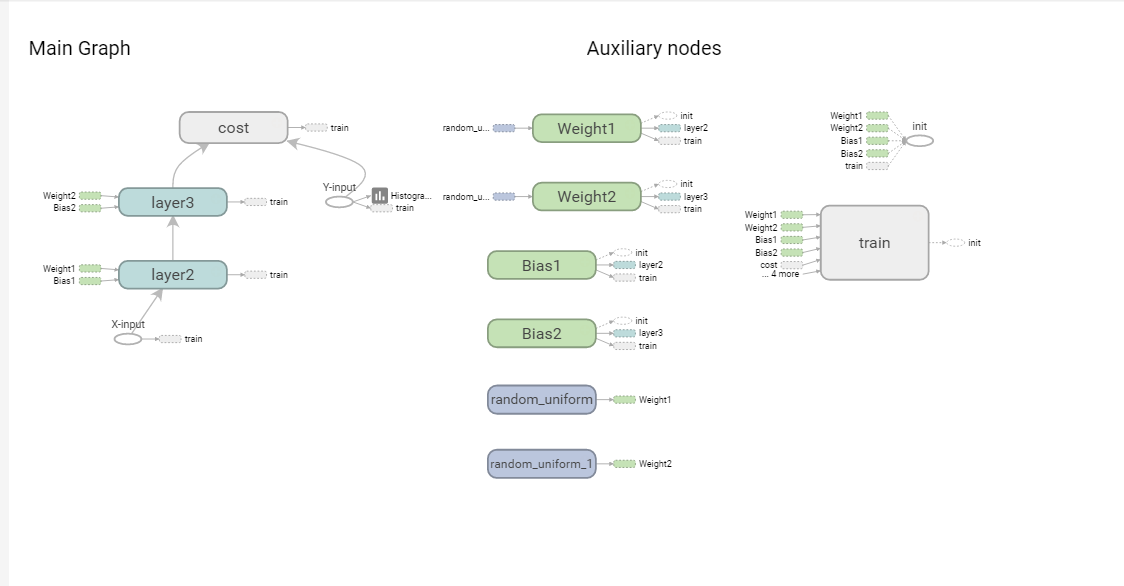 Main Graph
Auxiliary nodes
cost
train
Weight2
Bias2
layer3
train
Y-input
Histogra...
train
Weight1
Bias1
layer2
train
X-input
train
random_u...
Weight1
init
layer2
train
random_u...
Weight2
init
layer3
train
Bias1
init
layer2
train
Bias2
init
layer3
train
random_uniform
Weight1
random_uniform_1
Weight2
Weight1
Weight2
Bias1
Bias2
train
init
Weight1
Weight2
Bias1
Bias2
cost
... 4 more
train
init